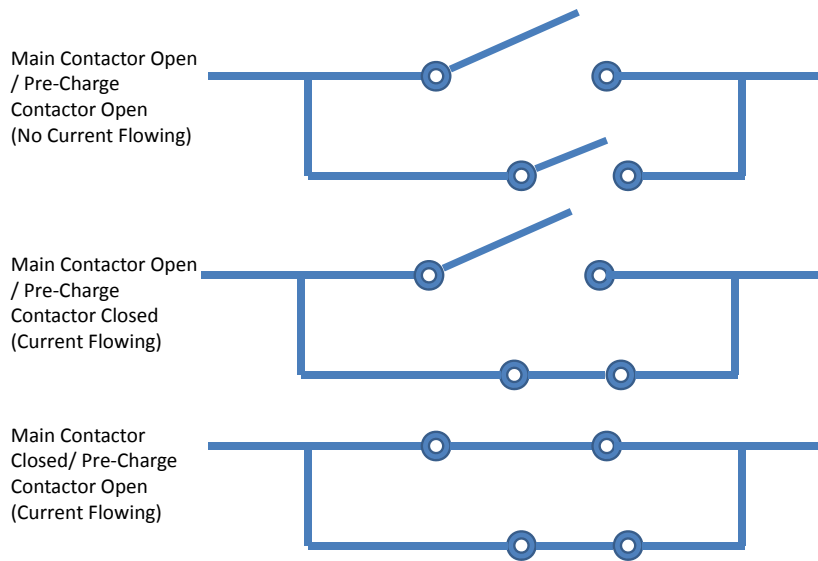 Main Contactor Open
/ Pre-Charge
Contactor Open
(No Current Flowing)
Main Contactor Open
/ Pre-Charge
Contactor Closed
(Current Flowing)
Main Contactor
Closed/ Pre-Charge
Contactor Open
(Current Flowing)